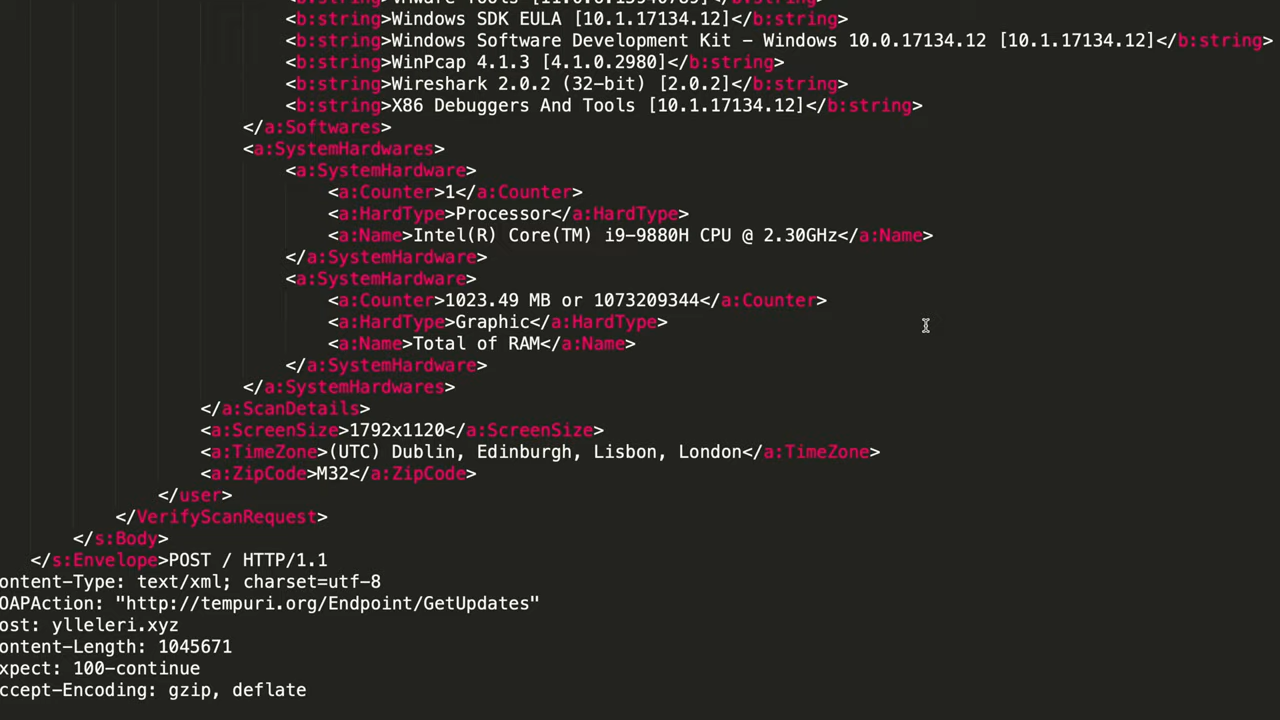 <b:string>Windows SDK EULA [10.1.17134.12]</b:string>
<b:string>Windows Software Development Kit - Windows 10.0.17134.12 [10.1.17134.12]</b:string>
<b:string>WinPcap 4.1.3 [4.1.0.2980]</b:string>
<b:string>Wireshark 2.0.2 (32-bit) [2.0.2]</b:string>
<b:string>X86 Debuggers And Tools [10.1.17134.12]</b:string>
</a:Softwares>
<a:SystemHardwares>
<a:SystemHardware>
<a:Counter>1</a:Counter>
<a:HardType>Processor</a:HardType>
<a:Name>Intel(R) Core(TM) i9-9880H CPU @ 2.30GHz</a:Name>
</a:SystemHardware>
<a:SystemHardware>
<a:Counter>1023.49 MB or 1073209344</a:Counter>
<a:HardType>Graphic</a:HardType>
<a:Name>Total of RAM</a:Name>
</a:SystemHardware>
</a:SystemHardwares>
</a:ScanDetails>
<a:ScreenSize>1792x1120</a:ScreenSize>
<a:TimeZone>(UTC) Dublin, Edinburgh, Lisbon, London</a:TimeZone>
<a:ZipCode>M32</a:ZipCode>
</user>
</VerifyScanRequest>
</s:Body>
</s:Envelope>POST / HTTP/1.1
ontent-Type: text/xml; charset=utf-8
OAPAction: "http://tempuri.org/Endpoint/GetUpdates"
ost: ylleleri.xyz
ontent-Length: 1045671
xpect: 100-continue
ccept-Encoding: gzip, deflate